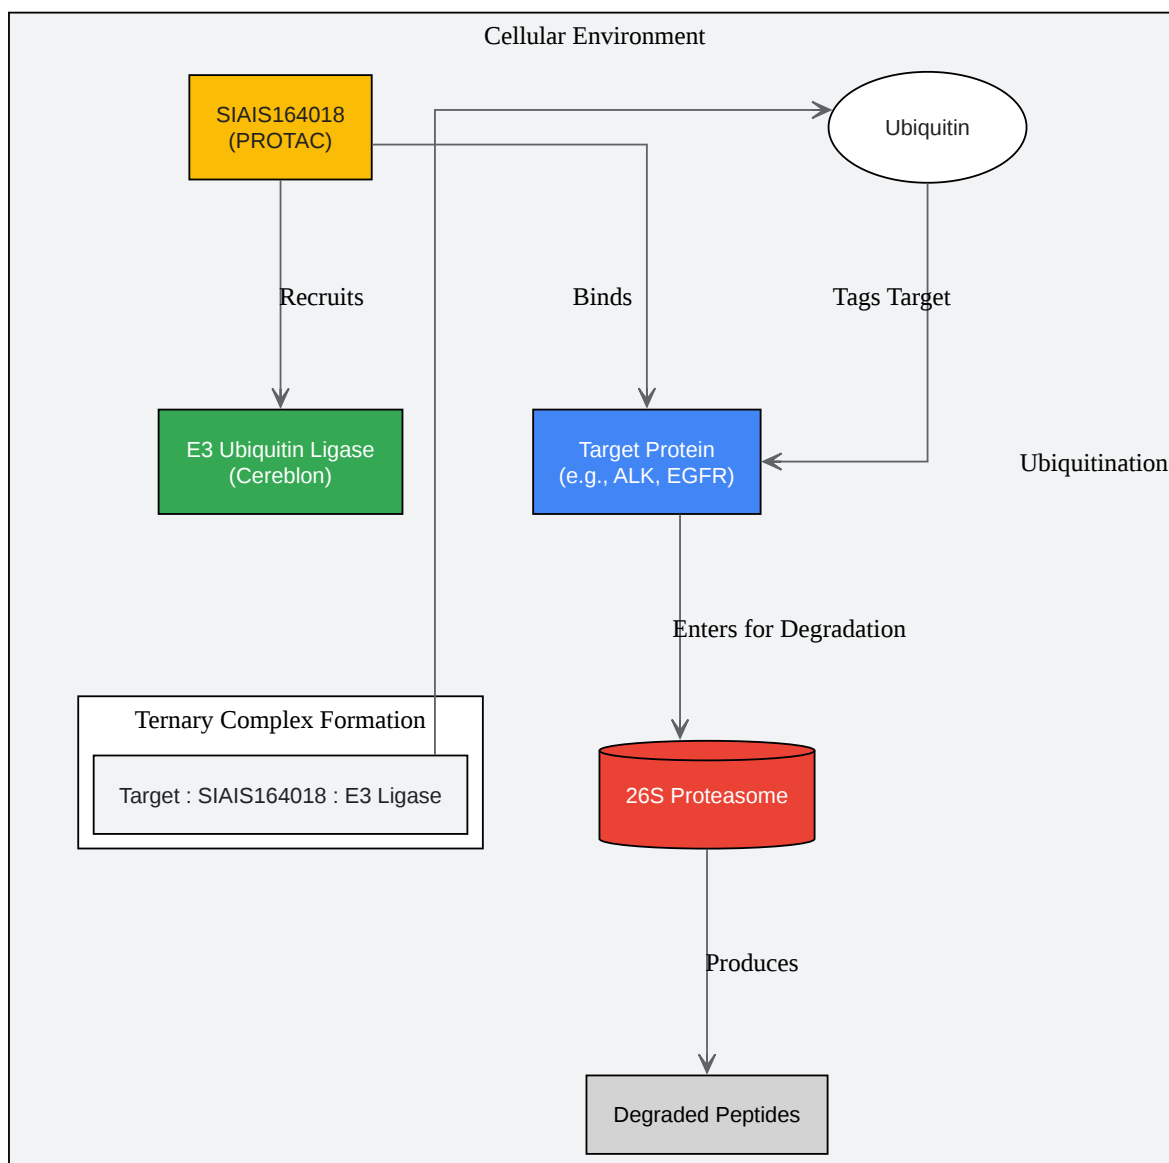 Cellular Environment
SIAIS164018
(PROTAC)
Ubiquitin
Recruits
Binds
Tags Target
E3 Ubiquitin Ligase
(Cereblon)
Target Protein
(e.g., ALK, EGFR)
Ubiquitination
Enters for Degradation
Ternary Complex Formation
Target : SIAIS164018 : E3 Ligase
26S Proteasome
Produces
Degraded Peptides